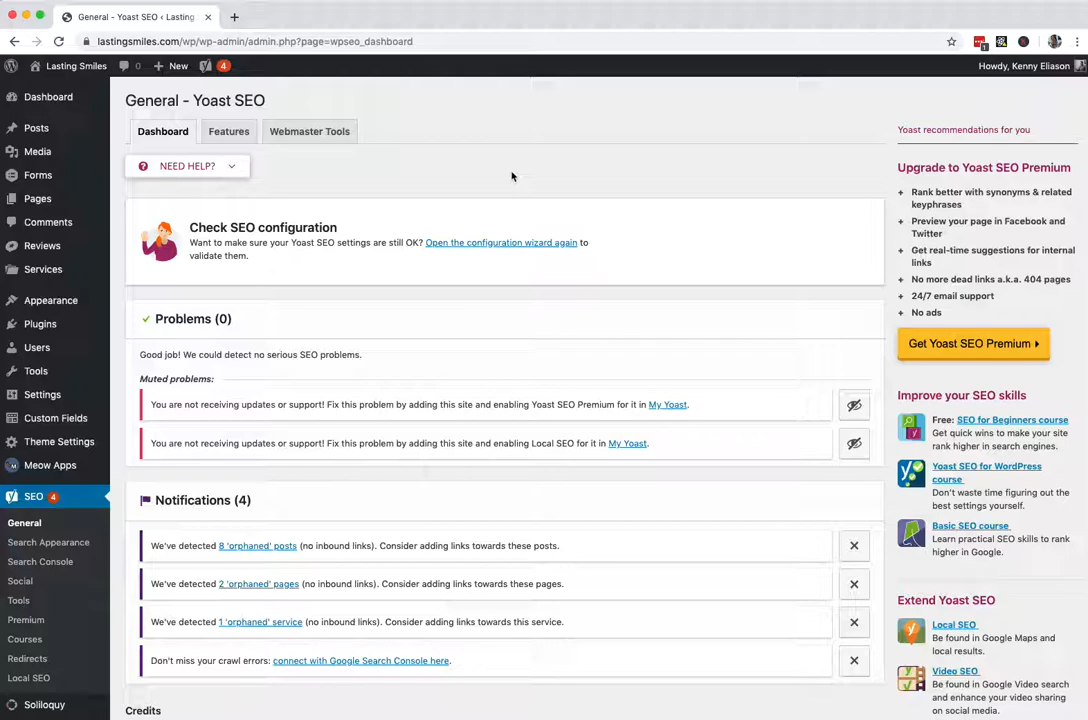 General - Yoast SEO ‹ Lasting
lastingsmiles.com/wp/wp-admin/admin.php?page=wpseo_dashboard
1
Lasting Smiles
0
New
4
Howdy, Kenny Eliason
Dashboard
Posts
Media
Forms
Pages
Comments
Reviews
Services
Appearance
Plugins
Users
Tools
Settings
Custom Fields
Theme Settings
Meow Apps
SEO 4
General
Search Appearance
Search Console
Social
Tools
Premium
Courses
Redirects
Local SEO
Soliloquy
General - Yoast SEO
Dashboard
Features
Webmaster Tools
NEED HELP?
Check SEO configuration
Want to make sure your Yoast SEO settings are still OK? Open the configuration wizard again to
validate them.
Problems (0)
Good job! We could detect no serious SEO problems.
Muted problems:
You are not receiving updates or support! Fix this problem by adding this site and enabling Yoast SEO Premium for it in My Yoast.
You are not receiving updates or support! Fix this problem by adding this site and enabling Local SEO for it in My Yoast.
Notifications (4)
We've detected 8 'orphaned' posts (no inbound links). Consider adding links towards these posts.
We've detected 2 'orphaned' pages (no inbound links). Consider adding links towards these pages.
We've detected 1 'orphaned' service (no inbound links). Consider adding links towards this service.
Don't miss your crawl errors: connect with Google Search Console here.
Credits
Yoast recommendations for you
Upgrade to Yoast SEO Premium
+ Rank better with synonyms & related
keyphrases
+ Preview your page in Facebook and
Twitter
+ Get real-time suggestions for internal
links
+ No more dead links a.k.a. 404 pages
+ 24/7 email support
+ No ads
Get Yoast SEO Premium
Improve your SEO skills
Free: SEO for Beginners course
Get quick wins to make your site
rank higher in search engines.
Yoast SEO for WordPress
course
Don't waste time figuring out the
best settings yourself.
Basic SEO course
Learn practical SEO skills to rank
higher in Google.
Extend Yoast SEO
Local SEO
Be found in Google Maps and
local results.
Video SEO
Be found in Google Video search
and enhance your video sharing
on social media.